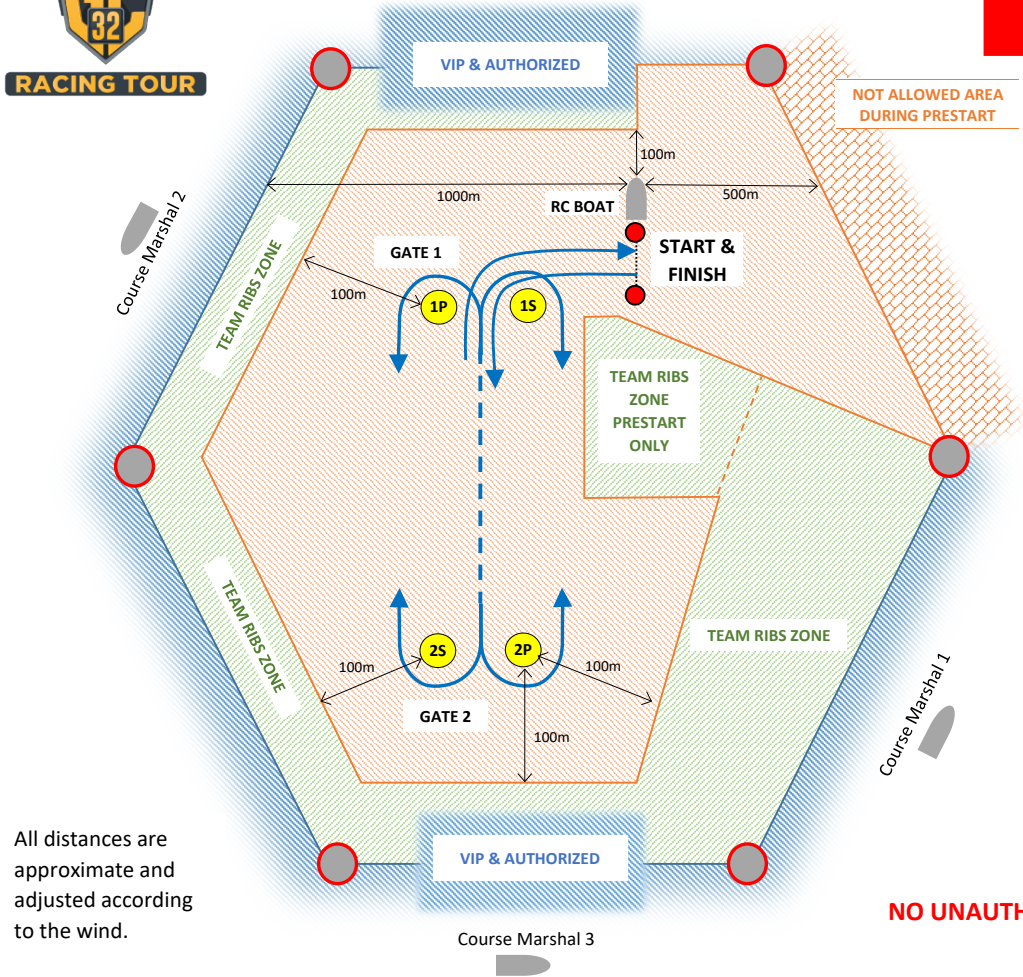 32
RACING TOUR
VIP & AUTHORIZED
NOT ALLOWED AREA
DURING PRESTART
100m
1000m
500m
RC BOAT
Course Marshal 2
START &
FINISH
TEAM RIBS ZONE
GATE 1
100m
1P
1S
TEAM RIBS
ZONE
PRESTART
ONLY
TEAM RIBS ZONE
TEAM RIBS ZONE
2S
2P
100m
100m
GATE 2
100m
Course Marshal 1
All distances are
approximate and
adjusted according
to the wind.
VIP & AUTHORIZED
NO UNAUTH
Course Marshal 3